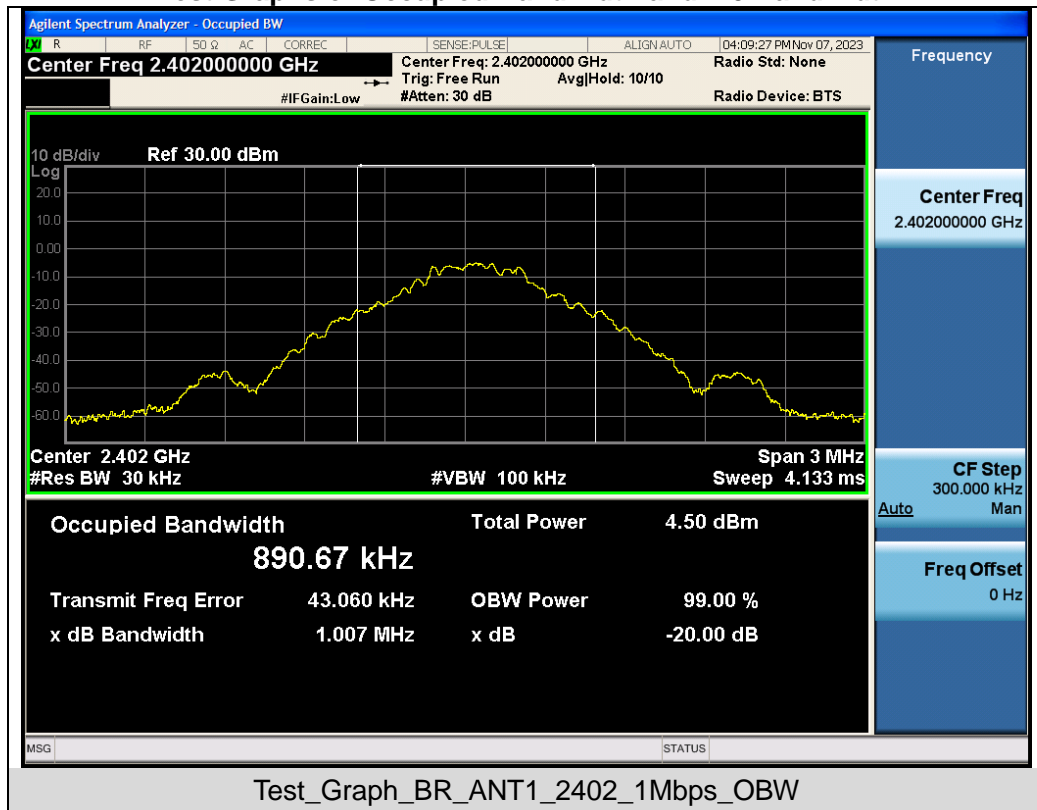 Agilent Spectrum Analyzer - Occupied BW
LXI R RF 50 Ω AC CORREC SENSE:PULSE ALIGN AUTO 04:09:27 PM Nov 07, 2023
Center Freq 2.402000000 GHz
Center Freq: 2.402000000 GHz
Radio Std: None
Trig: Free Run Avg|Hold: 10/10
#IFGain:Low
#Atten: 30 dB
Radio Device: BTS
10 dB/div Ref 30.00 dBm
Log
20.0
10.0
0.00
-10.0
-20.0
-30.0
-40.0
-50.0
-60.0
Center 2.402 GHz Span 3 MHz
#Res BW 30 kHz #VBW 100 kHz Sweep 4.133 ms
Occupied Bandwidth Total Power 4.50 dBm
890.67 kHz
Transmit Freq Error 43.060 kHz OBW Power 99.00 %
x dB Bandwidth 1.007 MHz x dB -20.00 dB
MSG STATUS
Frequency
Center Freq
2.402000000 GHz
CF Step
300.000 kHz
Auto Man
Freq Offset
0 Hz
Test_Graph_BR_ANT1_2402_1Mbps_OBW